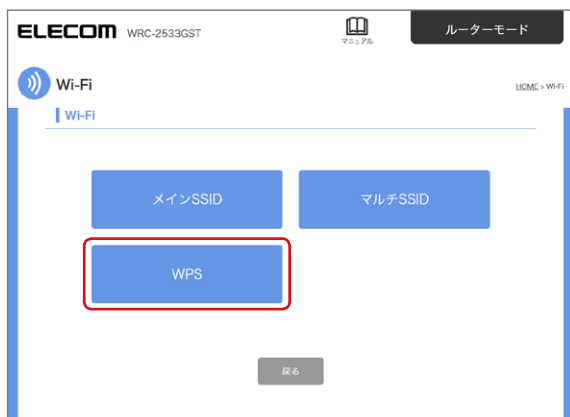 ELECOM WRC-2533GST
マニュアル
ルーターモード
Wi-Fi
HOME > Wi-Fi
Wi-Fi
メインSSID
マルチSSID
WPS
戻る